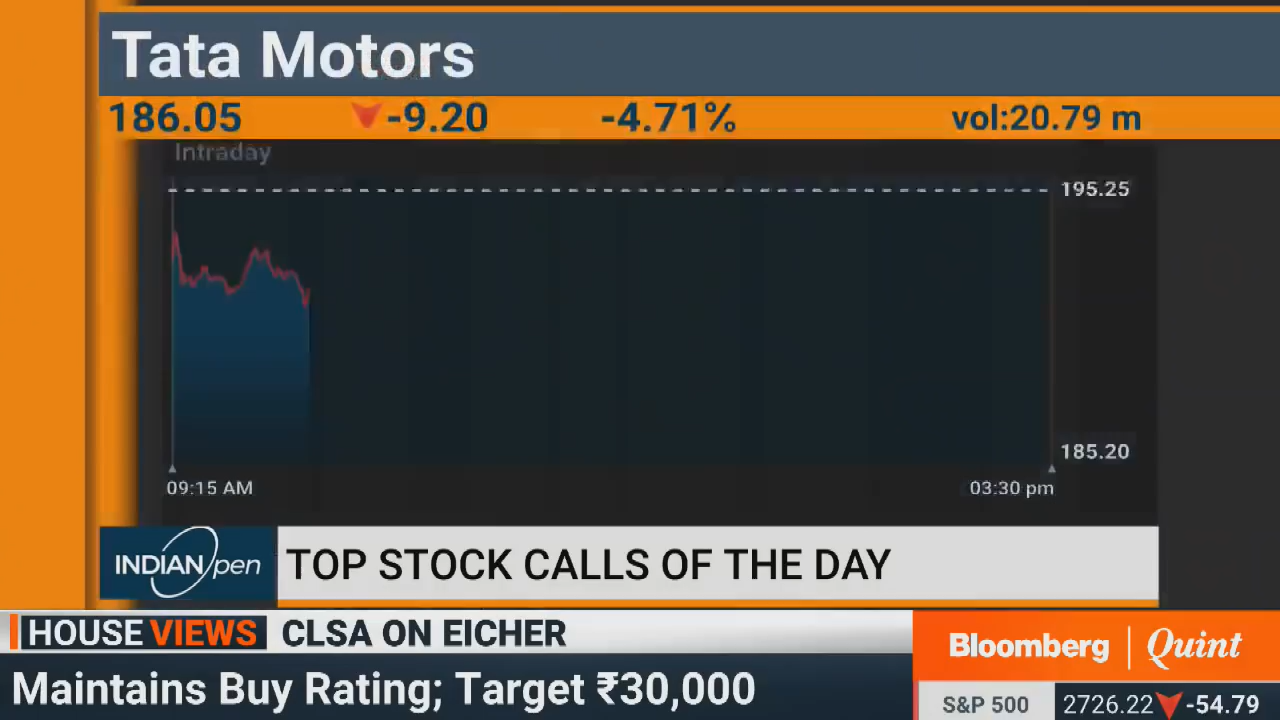 Tata Motors
186.05 -9.20 -4.71% vol:20.79 m
Intraday
195.25
185.20
09:15 AM 03:30 pm
INDIAN Open TOP STOCK CALLS OF THE DAY
HOUSE VIEWS CLSA ON EICHER
Maintains Buy Rating; Target ₹30,000
Bloomberg | Quint
S&P 500 2726.22 -54.79